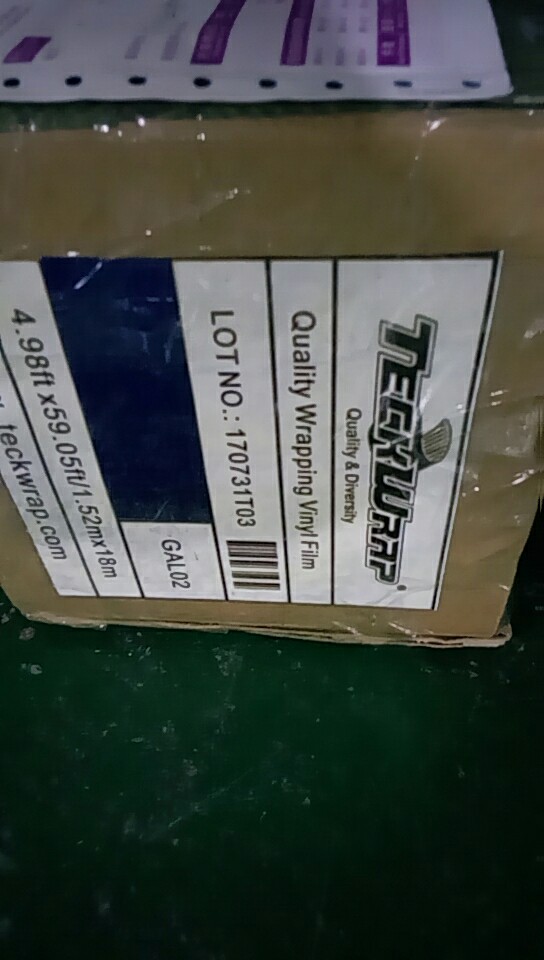 TECKWRAP®
Quality & Diversity
Quality Wrapping Vinyl Film
LOT NO.: 170731T03
GAL02
4.98ft x59.05ft/1.52mx18m
teckwrap.com